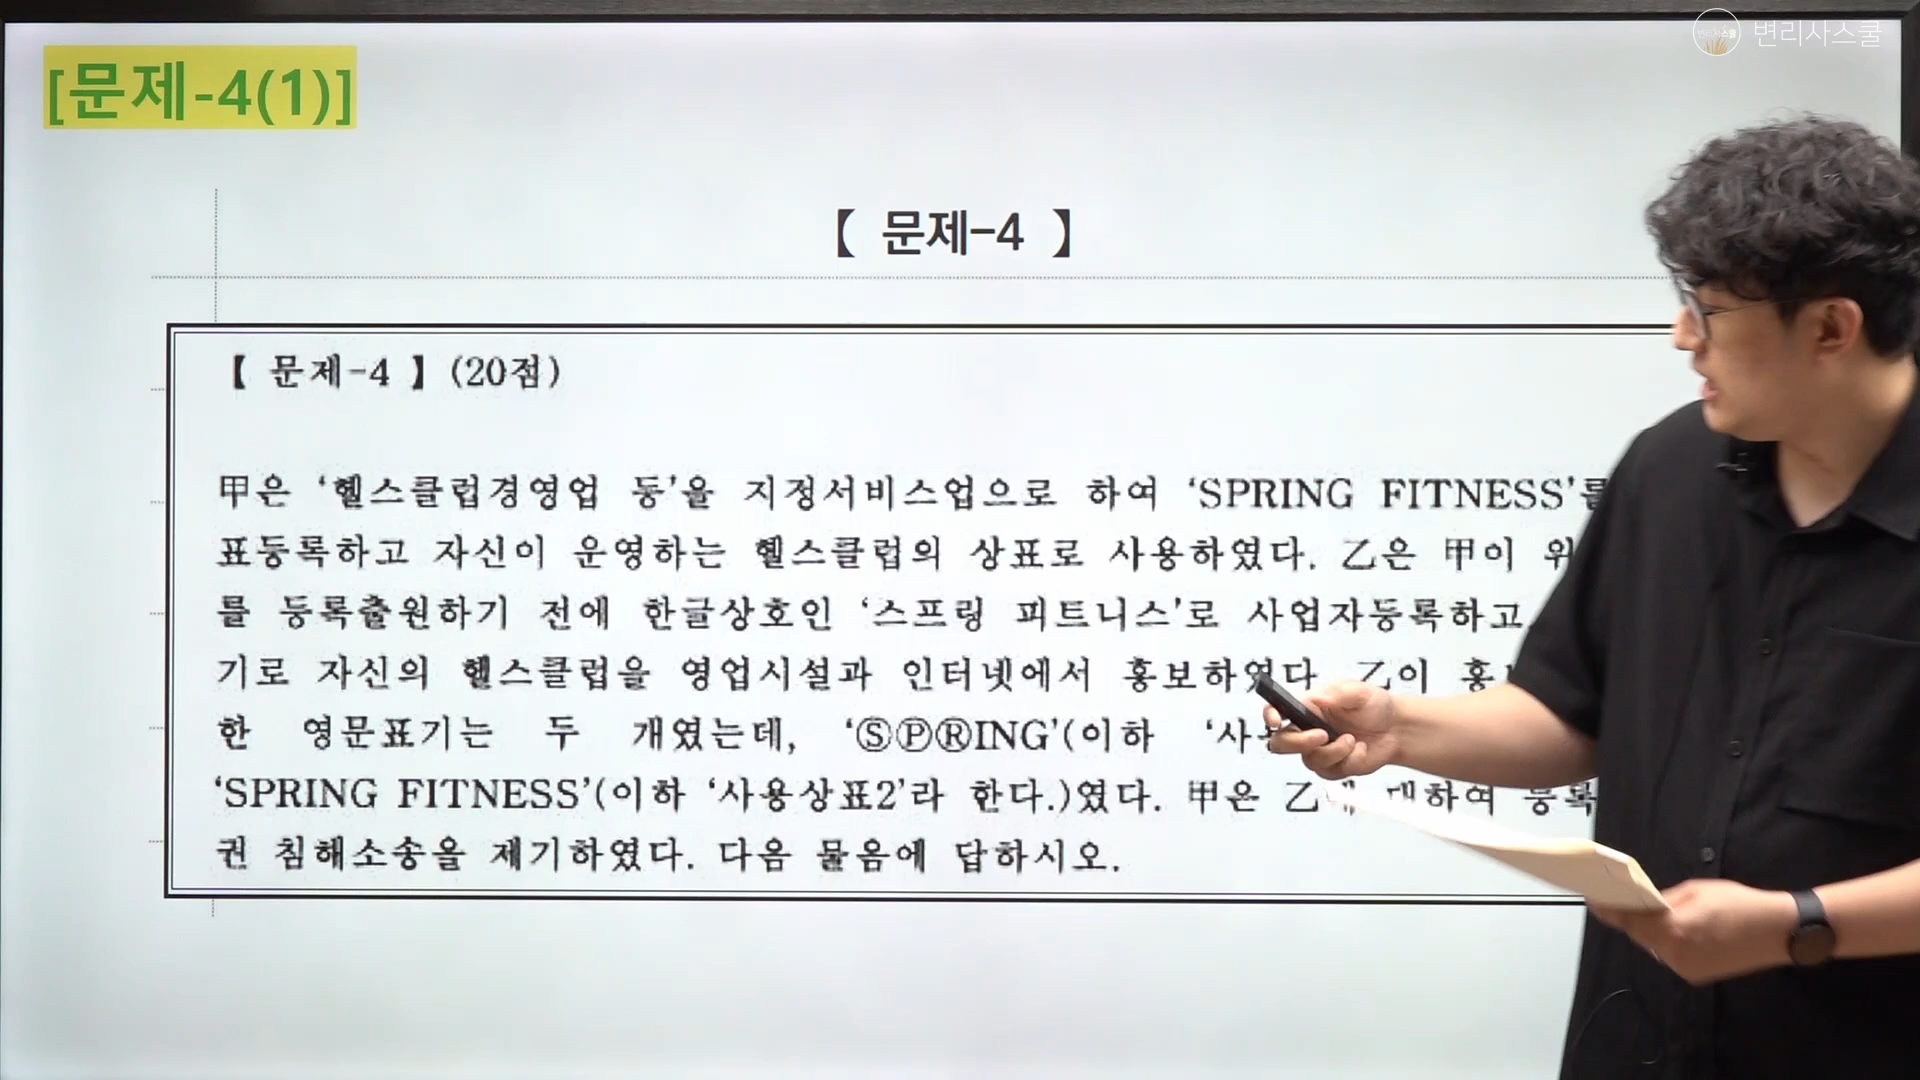 변리사스쿨
[문제-4(1)]
【 문제-4 】
【 문제-4 】 (20점)
甲은 ‘헬스클럽경영업 등’을 지정서비스업으로 하여 ‘SPRING FITNESS’를
표등록하고 자신이 운영하는 헬스클럽의 상표로 사용하였다. 乙은 甲이 위
를 등록출원하기 전에 한글상호인 ‘스프링 피트니스’로 사업자등록하고
기로 자신의 헬스클럽을 영업시설과 인터넷에서 홍보하였다. 乙이
한 영문표기는 두 개였는데, ‘ⓈⓅⓇING’(이하
‘SPRING FITNESS’(이하 ‘사용상표2’라 한다.)였다. 甲은 乙에 대하여
권 침해소송을 제기하였다. 다음 물음에 답하시오.